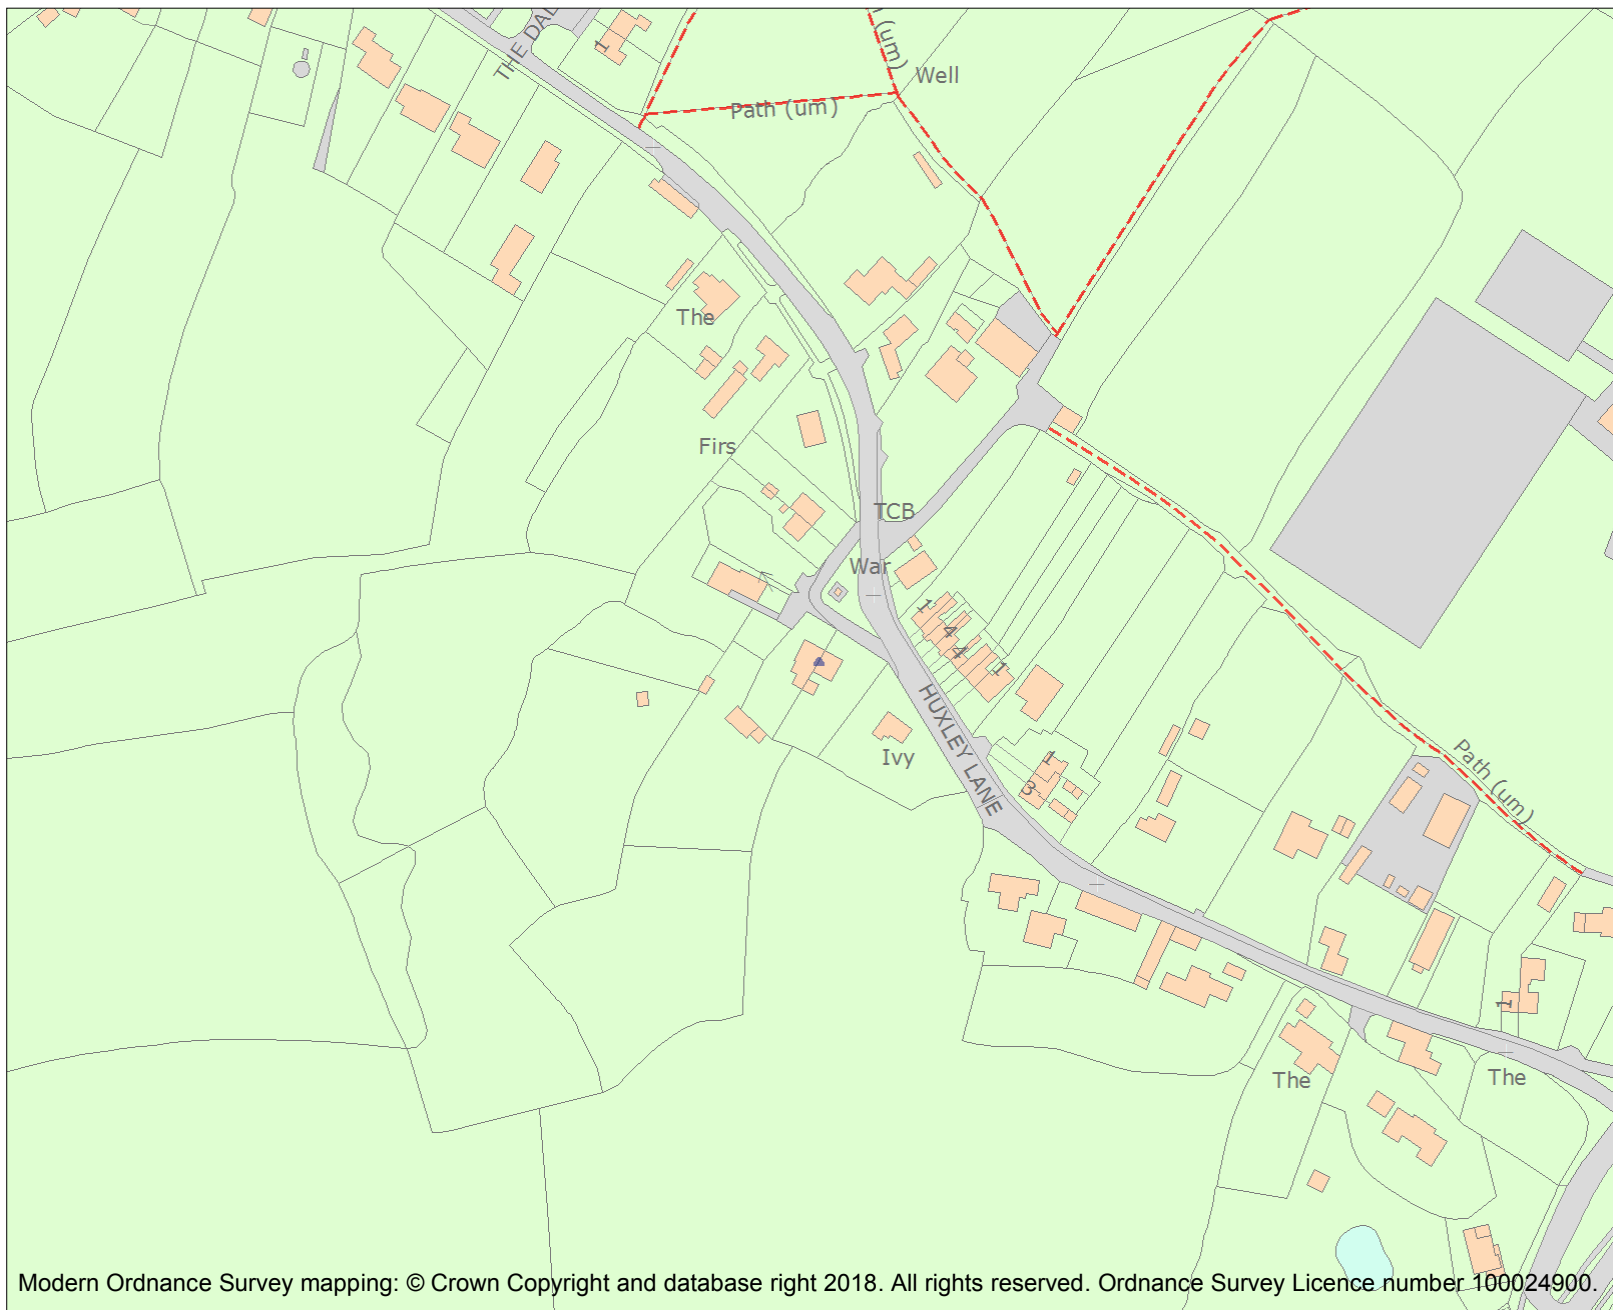 THE DAL
1
(um)
Well
Path (um)
The
Firs
TCB
War
1
4
4
1
HUXLEY LANE
Ivy
1
3
Path (um)
1
The
The
Modern Ordnance Survey mapping: © Crown Copyright and database right 2018. All rights reserved. Ordnance Survey Licence number 100024900.